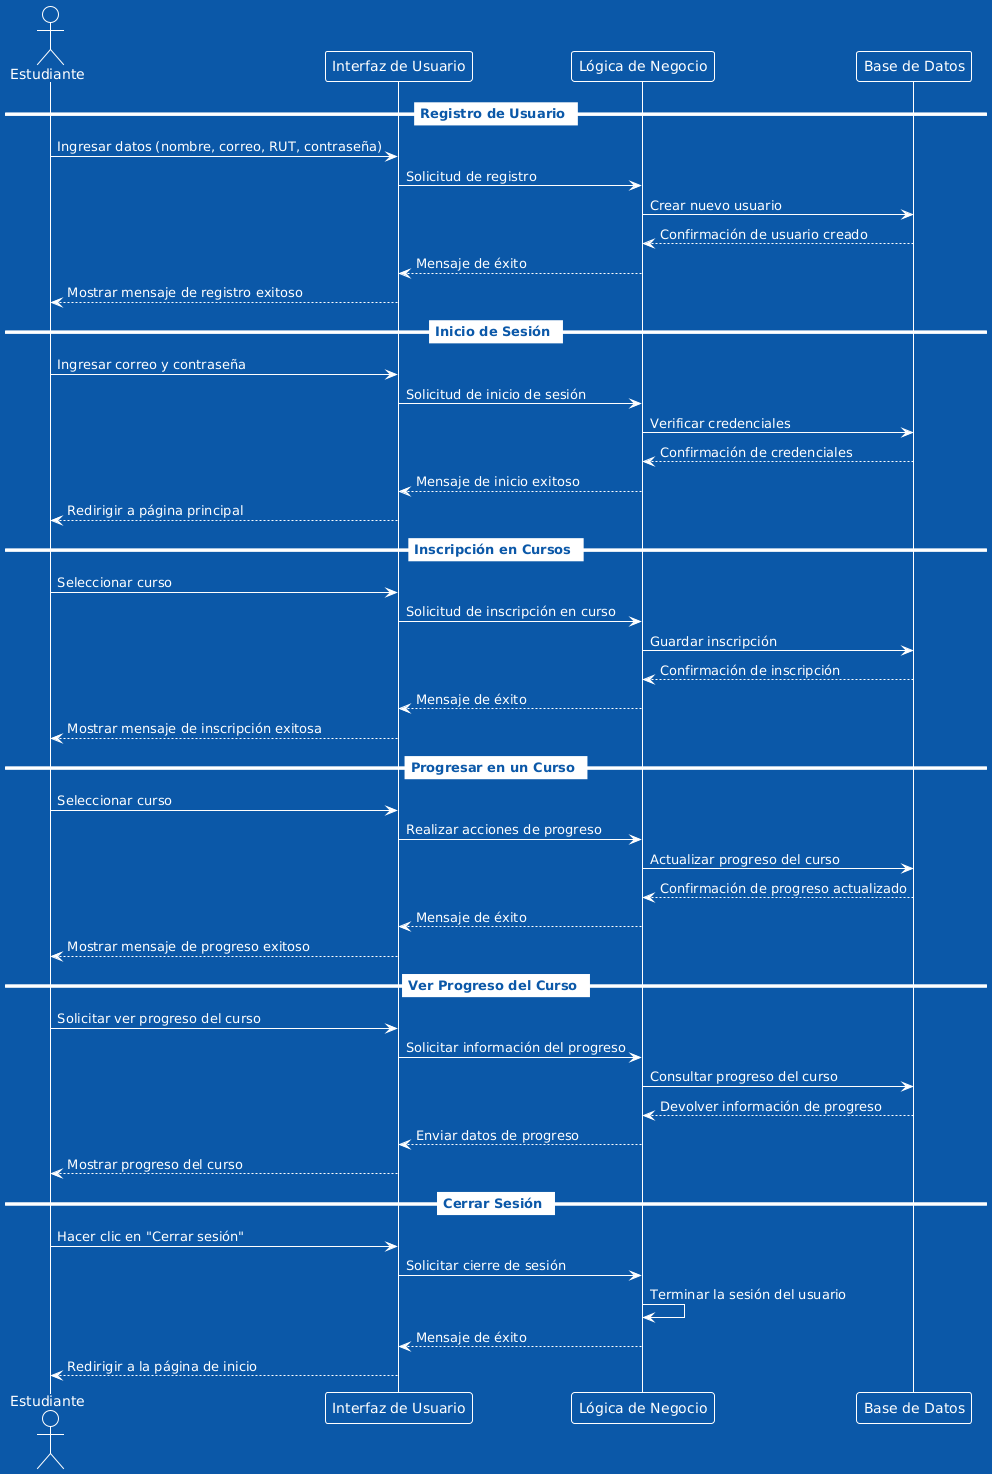 Estudiante
Interfaz de Usuario
Lógica de Negocio
Base de Datos
Registro de Usuario
Ingresar datos (nombre, correo, RUT, contraseña)
Solicitud de registro
Crear nuevo usuario
Confirmación de usuario creado
Mensaje de éxito
Mostrar mensaje de registro exitoso
Inicio de Sesión
Ingresar correo y contraseña
Solicitud de inicio de sesión
Verificar credenciales
Confirmación de credenciales
Mensaje de inicio exitoso
Redirigir a página principal
Inscripción en Cursos
Seleccionar curso
Solicitud de inscripción en curso
Guardar inscripción
Confirmación de inscripción
Mensaje de éxito
Mostrar mensaje de inscripción exitosa
Progresar en un Curso
Seleccionar curso
Realizar acciones de progreso
Actualizar progreso del curso
Confirmación de progreso actualizado
Mensaje de éxito
Mostrar mensaje de progreso exitoso
Ver Progreso del Curso
Solicitar ver progreso del curso
Solicitar información del progreso
Consultar progreso del curso
Devolver información de progreso
Enviar datos de progreso
Mostrar progreso del curso
Cerrar Sesión
Hacer clic en "Cerrar sesión"
Solicitar cierre de sesión
Terminar la sesión del usuario
Mensaje de éxito
Redirigir a la página de inicio
Estudiante
Interfaz de Usuario
Lógica de Negocio
Base de Datos